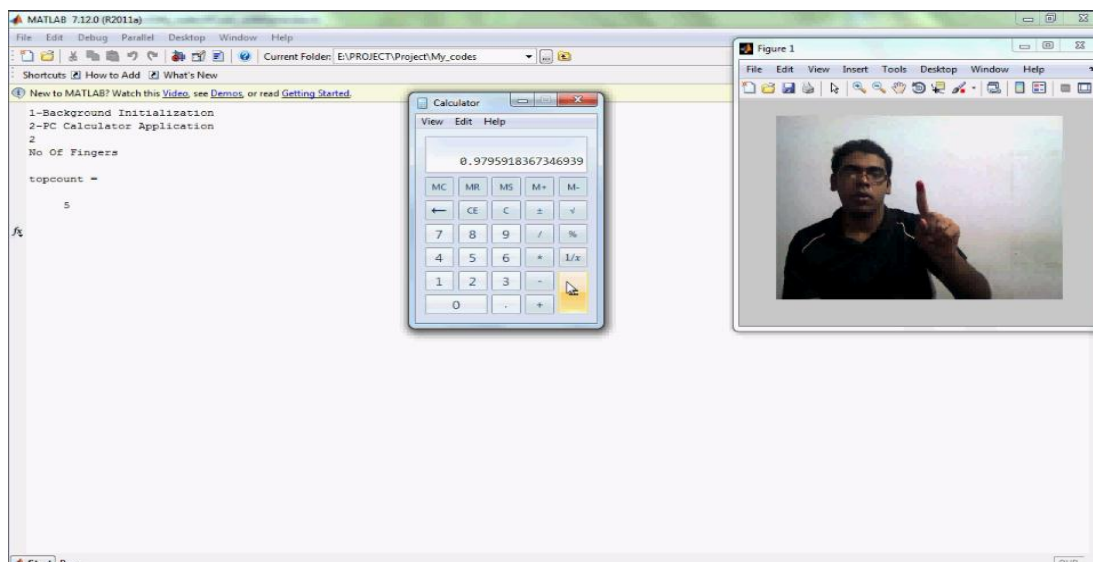 MATLAB 7.12.0 (R2011a)
File Edit Debug Parallel Desktop Window Help
Current Folder: E:\PROJECT\Project\My_codes
Shortcuts How to Add What's New
New to MATLAB? Watch this Video, see Demos, or read Getting Started.
1-Background Initialization
2-PC Calculator Application
2
No Of Fingers
topcount =
5
fx
Calculator
View Edit Help
0.9795918367346939
MC MR MS M+ M-
← CE C ± √
7 8 9 / %
4 5 6 * 1/x
1 2 3 -
0 . +
Figure 1
File Edit View Insert Tools Desktop Window Help